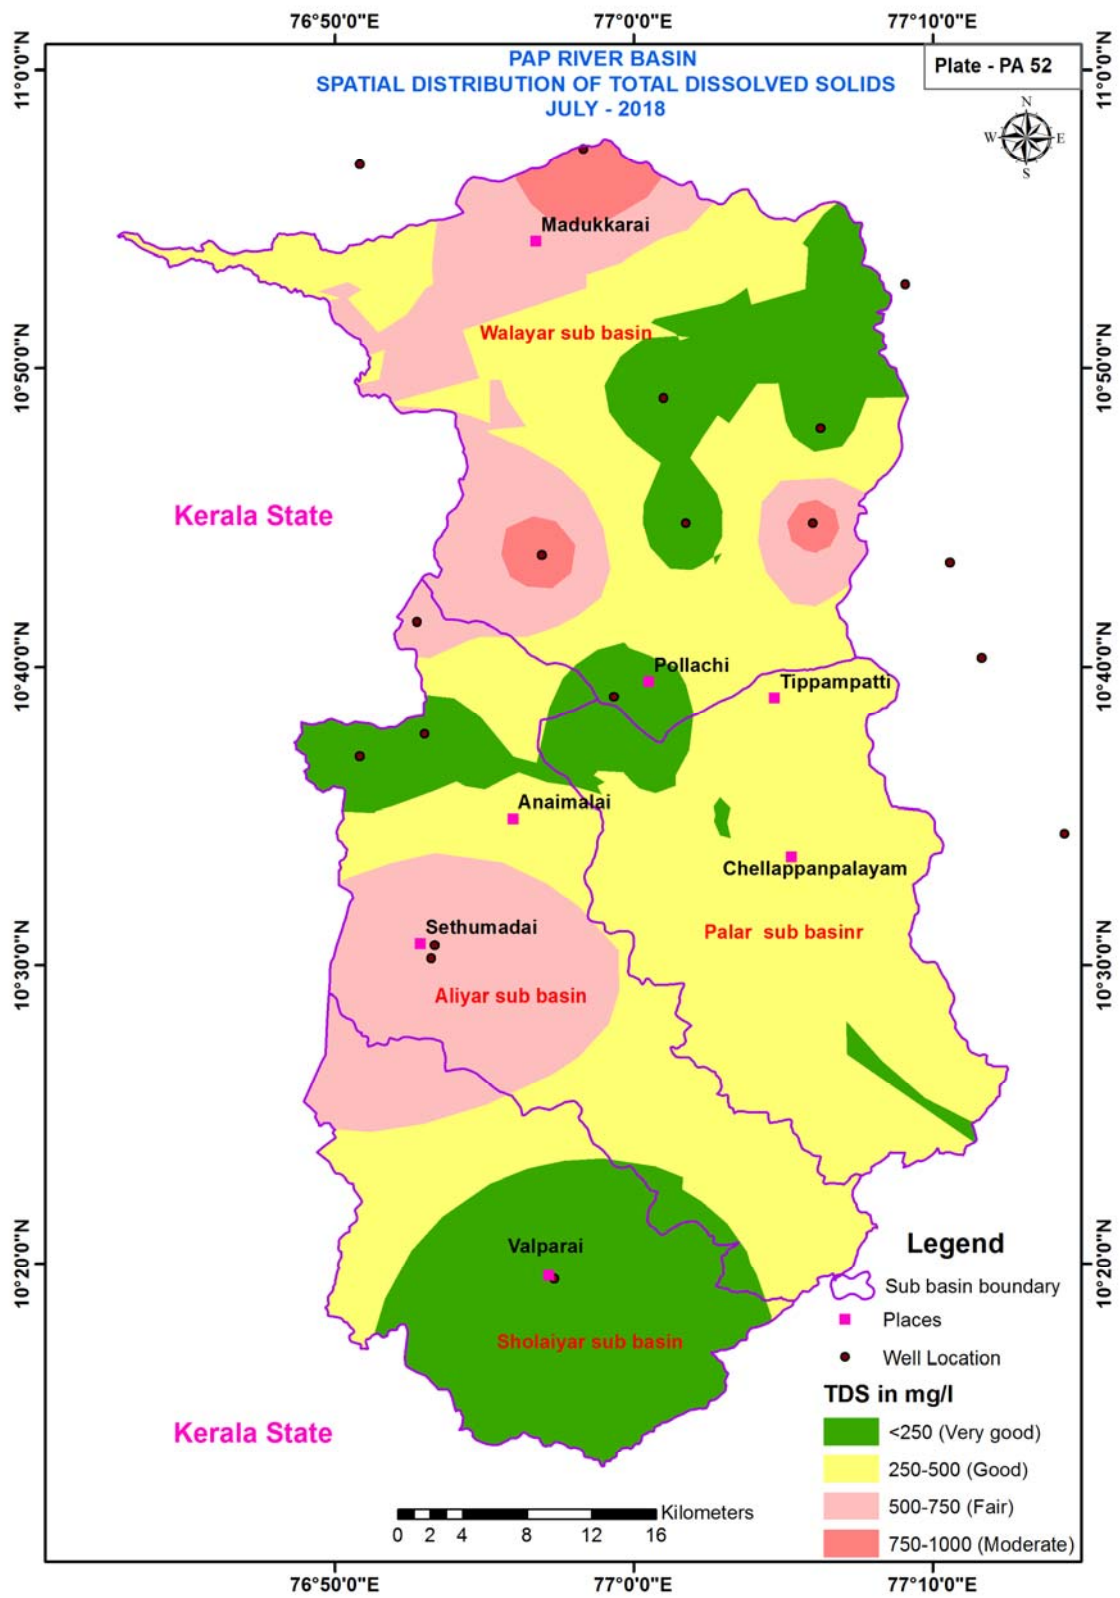 76°50'0"E 77°0'0"E 77°10'0"E
PAP RIVER BASIN
SPATIAL DISTRIBUTION OF TOTAL DISSOLVED SOLIDS
JULY - 2018
Plate - PA 52
N
W E
S
11°0'0"N 11°0'0"N
Madukkarai
Walayar sub basin
10°50'0"N 10°50'0"N
Kerala State
10°40'0"N 10°40'0"N
Pollachi
Tippampatti
Anaimalai
Chellappanpalayam
Sethumadai
Palar sub basinr
10°30'0"N 10°30'0"N
Aliyar sub basin
Valparai
10°20'0"N 10°20'0"N
Sholaiyar sub basin
Kerala State
Legend
Sub basin boundary
Places
Well Location
TDS in mg/l
<250 (Very good)
250-500 (Good)
500-750 (Fair)
750-1000 (Moderate)
Kilometers
0 2 4 8 12 16
76°50'0"E 77°0'0"E 77°10'0"E